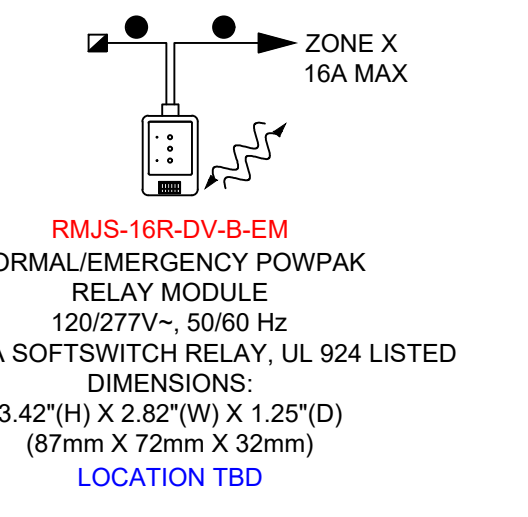 ZONE X
16A MAX
RMJS-16R-DV-B-EM
ORMAL/EMERGENCY POWPAK
RELAY MODULE
120/277V~, 50/60 Hz
A SOFTSWITCH RELAY, UL 924 LISTED
DIMENSIONS:
3.42"(H) X 2.82"(W) X 1.25"(D)
(87mm X 72mm X 32mm)
LOCATION TBD